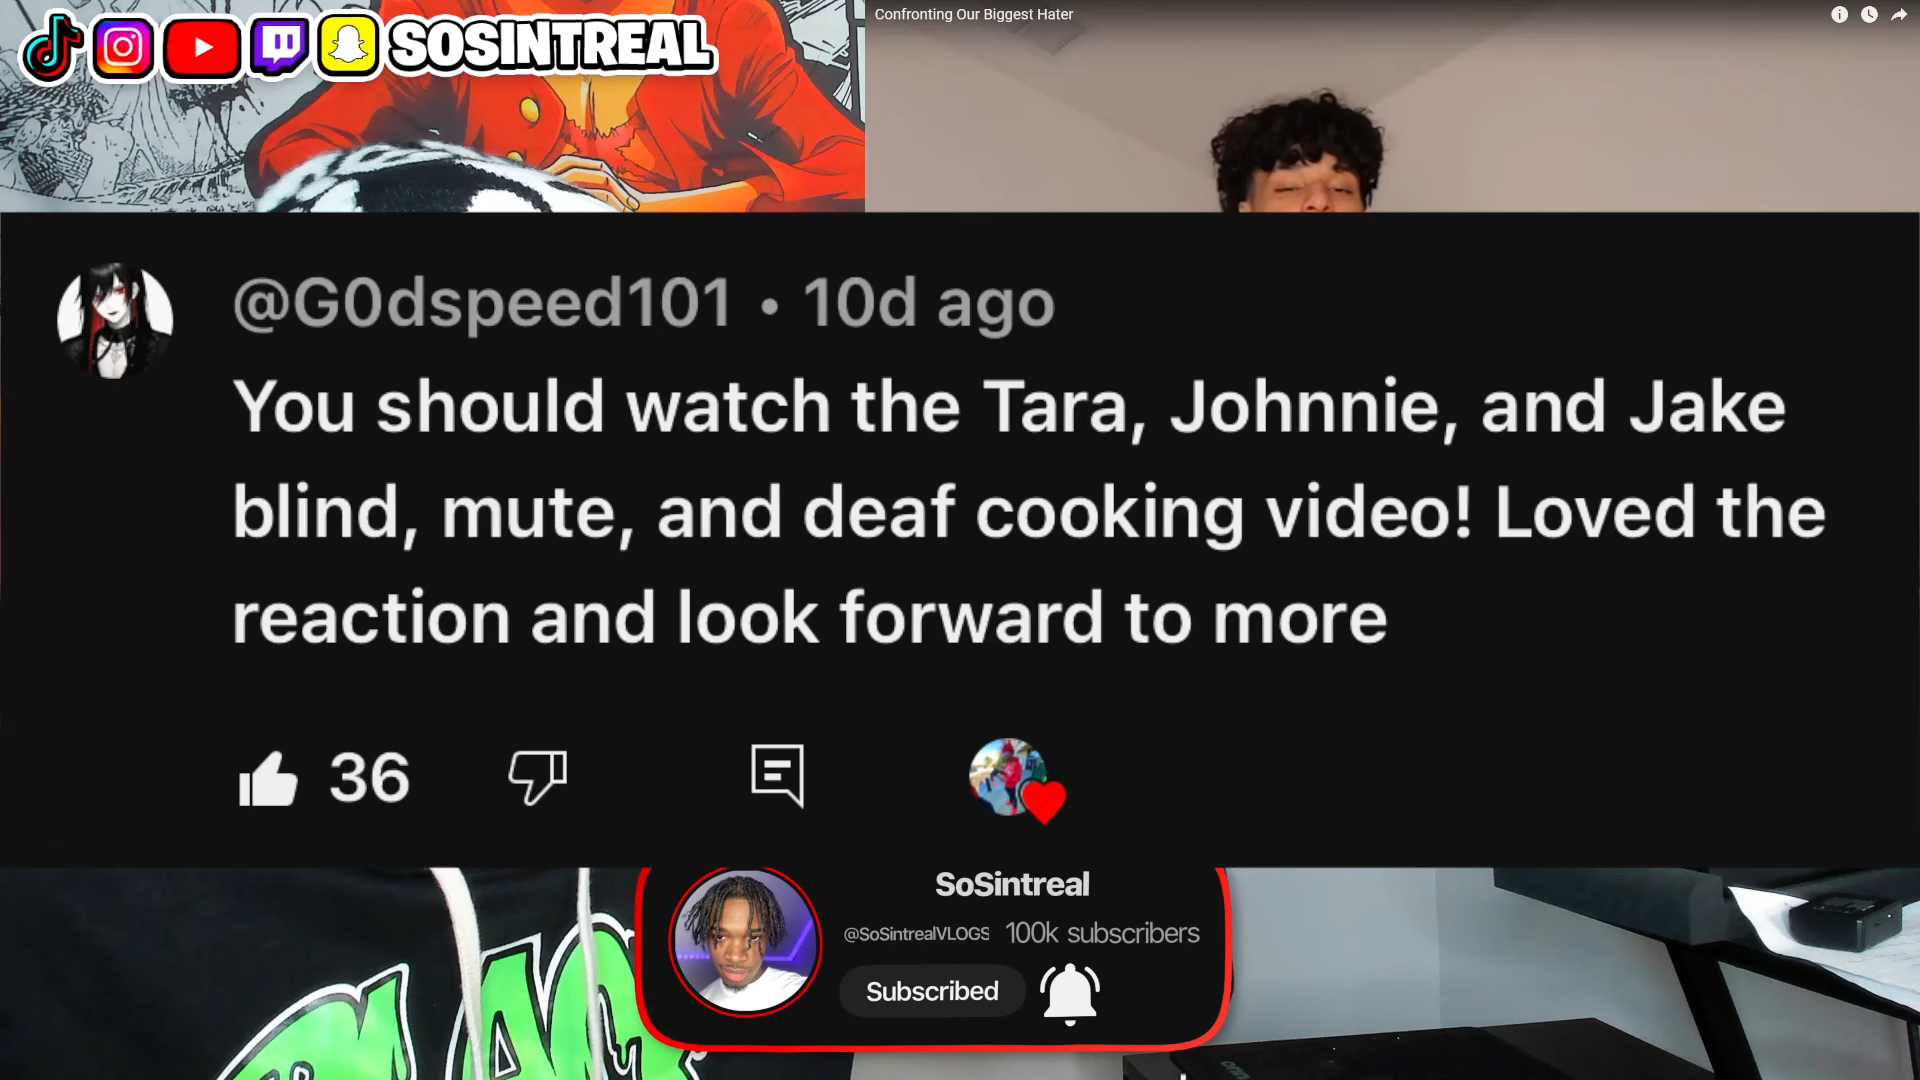 SOSINTREAL
Confronting Our Biggest Hater
@G0dspeed101 • 10d ago
You should watch the Tara, Johnnie, and Jake
blind, mute, and deaf cooking video! Loved the
reaction and look forward to more
36
SoSintreal
@SoSintrealVLOGS 100k subscribers
Subscribed